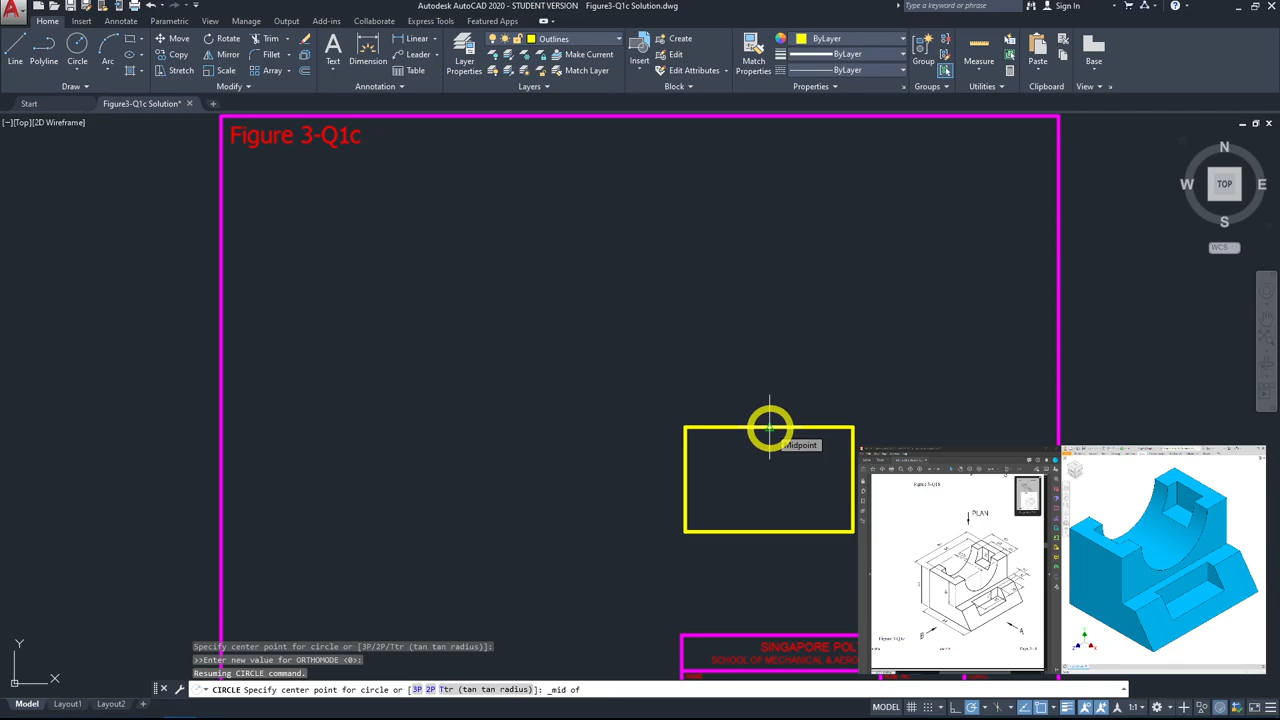 Autodesk AutoCAD 2020 - STUDENT VERSION Figure3-Q1c Solution.dwg
Type a keyword or phrase
Sign In
Home Insert Annotate Parametric View Manage Output Add-ins Collaborate Express Tools Featured Apps
Line Polyline Circle Arc
Move Rotate Trim
Copy Mirror Fillet
Stretch Scale Array
Text Dimension
Linear
Leader
Table
Layer Properties
Outlines
Make Current
Match Layer
Insert
Create
Edit
Edit Attributes
Match Properties
ByLayer
ByLayer
ByLayer
Group
Measure
Paste
Base
Draw Modify Annotation Layers Block Properties Groups Utilities Clipboard View
Start Figure3-Q1c Solution*
[−][Top][2D Wireframe]
Figure 3-Q1c
N
W TOP E
S
WCS
Midpoint
PLAN
B
A
SINGAPORE POL
SCHOOL OF MECHANICAL & AERO
Y
Specify center point for circle or [3P/2P/Ttr (tan tan radius)]:
>>Enter new value for ORTHOMODE <0>:
Resuming CIRCLE command.
CIRCLE Specify center point for circle or [3P 2P Ttr (tan tan radius)]: _mid of
Model Layout1 Layout2
MODEL
1:1